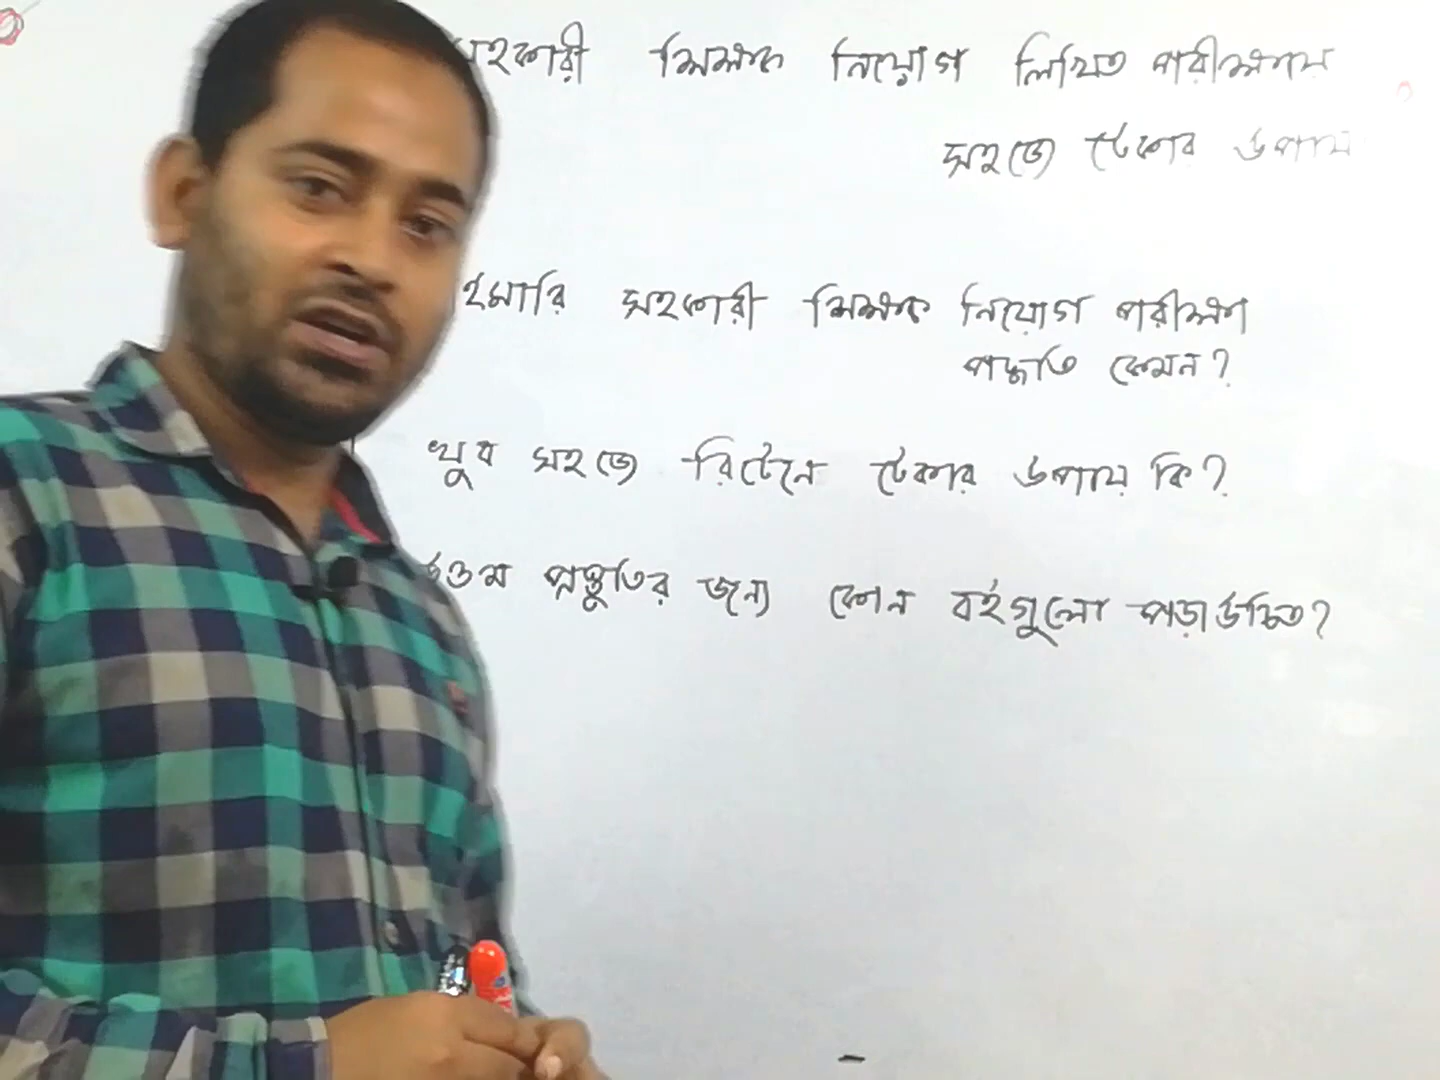 সহকারী শিক্ষক নিয়োগ লিখিত পরীক্ষায়
সহজে টেকার উপায়
ইমারি সহকারী শিক্ষক নিয়োগ পরীক্ষা
পদ্ধতি কেমন?
খুব সহজে রিটেনে টেকার উপায় কি?
উত্তম প্রস্তুতির জন্য কোন বইগুলো পড়া উচিত?